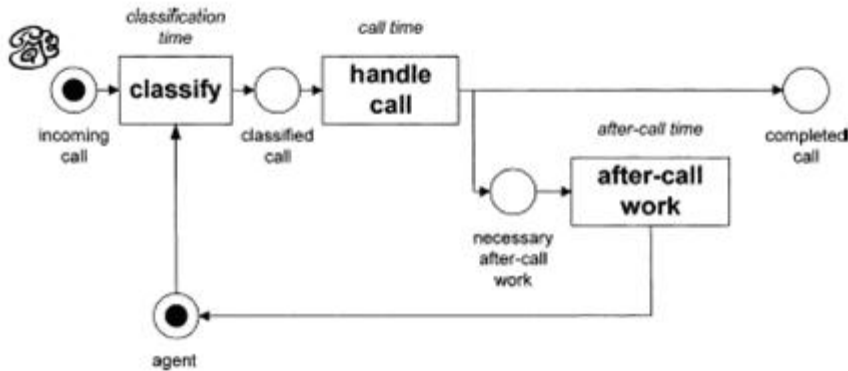 classification
time
call time
classify
handle
call
incoming
call
classified
call
after-call time
completed
call
after-call
work
necessary
after-call
work
agent